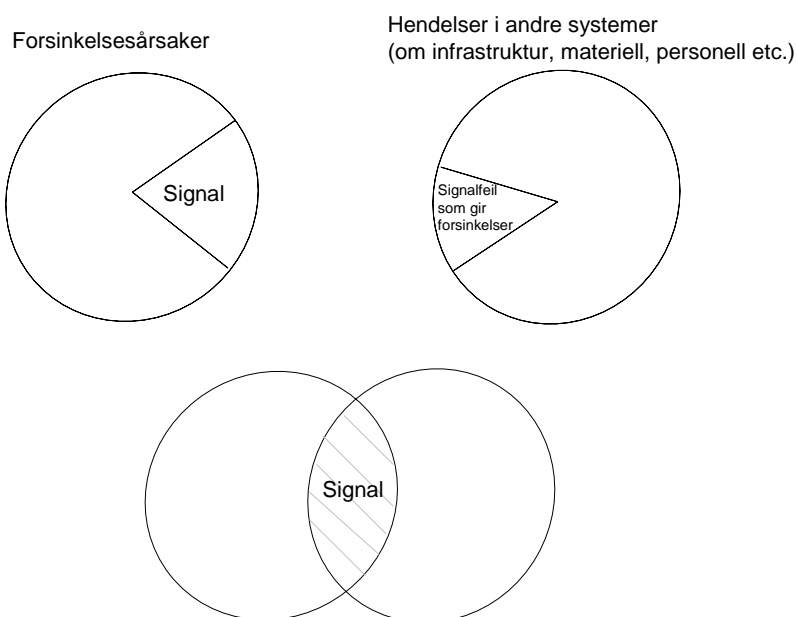 Forsinkelsesårsaker
Hendelser i andre systemer
(om infrastruktur, materiell, personell etc.)
Signal
Signalfeil
som gir
forsinkelser
Signal